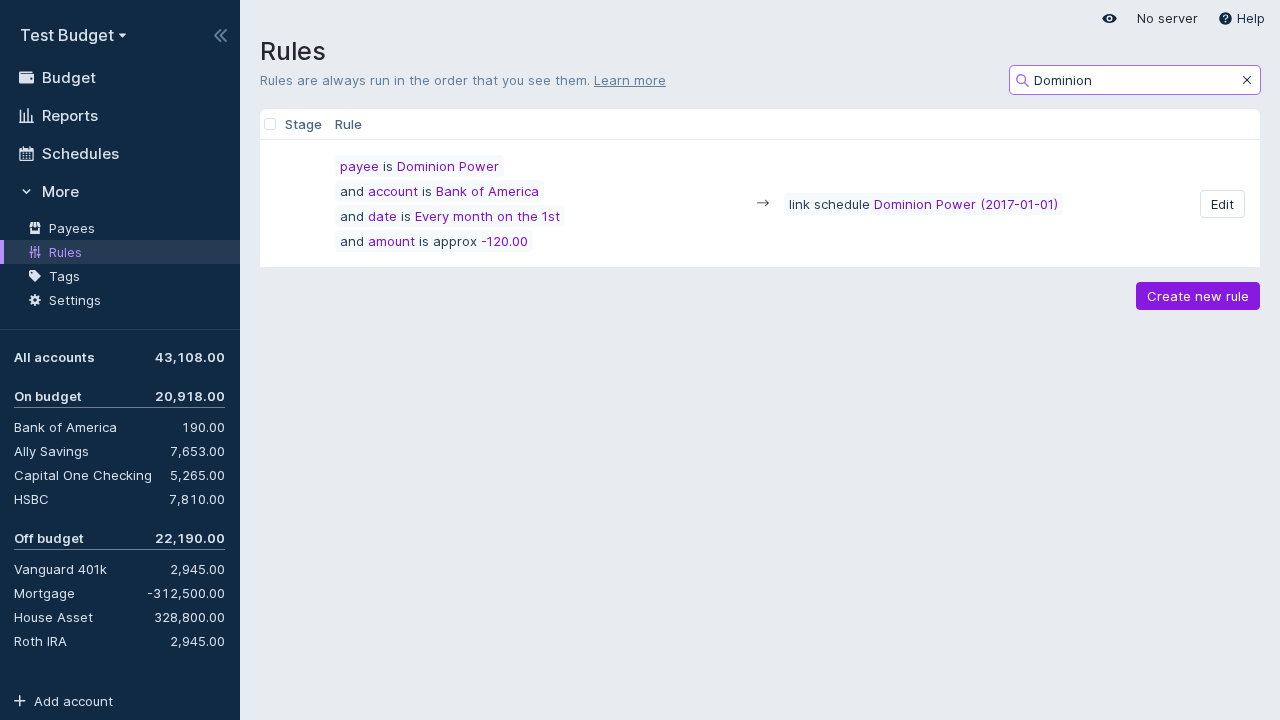 Test Budget
Budget
Reports
Schedules
More
Payees
Rules
Tags
Settings
All accounts 43,108.00
On budget 20,918.00
Bank of America 190.00
Ally Savings 7,653.00
Capital One Checking 5,265.00
HSBC 7,810.00
Off budget 22,190.00
Vanguard 401k 2,945.00
Mortgage -312,500.00
House Asset 328,800.00
Roth IRA 2,945.00
Add account
No server Help
Rules
Rules are always run in the order that you see them. Learn more
Dominion
Stage Rule
payee is Dominion Power
and account is Bank of America
and date is Every month on the 1st
and amount is approx -120.00
→ link schedule Dominion Power (2017-01-01)
Edit
Create new rule